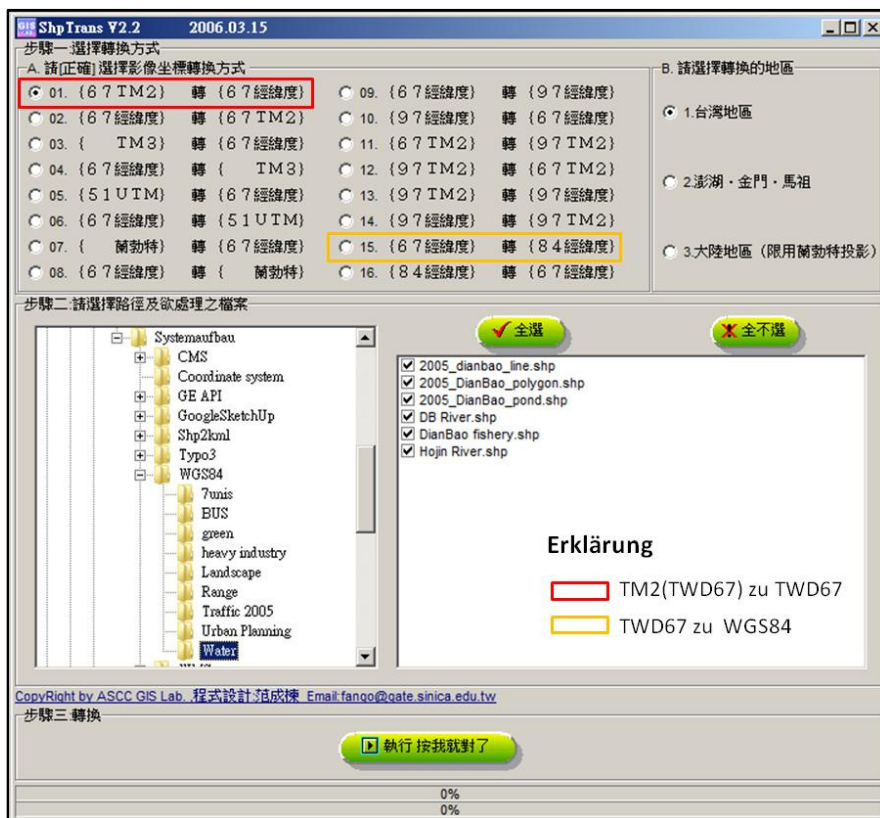 GIS LAB ShpTrans V2.2 2006.03.15
步驟一:選擇轉換方式
A. 請[正確]選擇影像坐標轉換方式
01. {67TM2} 轉 {67經緯度}
02. {67經緯度} 轉 {67TM2}
03. { TM3} 轉 {67經緯度}
04. {67經緯度} 轉 { TM3}
05. {51UTM} 轉 {67經緯度}
06. {67經緯度} 轉 {51UTM}
07. { 蘭勃特} 轉 {67經緯度}
08. {67經緯度} 轉 { 蘭勃特}
09. {67經緯度} 轉 {97經緯度}
10. {97經緯度} 轉 {67經緯度}
11. {67TM2} 轉 {97TM2}
12. {97TM2} 轉 {67TM2}
13. {97TM2} 轉 {97經緯度}
14. {97經緯度} 轉 {97TM2}
15. {67經緯度} 轉 {84經緯度}
16. {84經緯度} 轉 {67經緯度}
B. 請選擇轉換的地區
1.台灣地區
2.澎湖・金門・馬祖
3.大陸地區（限用蘭勃特投影）
步驟二:請選擇路徑及欲處理之檔案
Systemaufbau
CMS
Coordinate system
GE API
GoogleSketchUp
Shp2kml
Typo3
WGS84
7unis
BUS
green
heavy industry
Landscape
Range
Traffic 2005
Urban Planning
Water
全選
全不選
2005_dianbao_line.shp
2005_DianBao_polygon.shp
2005_DianBao_pond.shp
DB River.shp
DianBao fishery.shp
Hojin River.shp
Erklärung
TM2(TWD67) zu TWD67
TWD67 zu WGS84
CopyRight by ASCC GIS Lab. ,程式設計:范成棟 Email:fango@gate.sinica.edu.tw
步驟三:轉換
執行 按我就對了
0%
0%